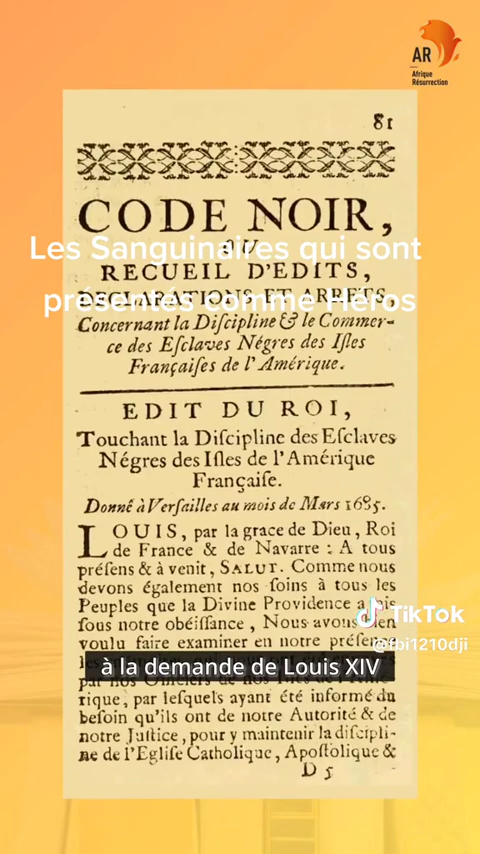 AR
Afrique
Résurrection
81
CODE NOIR,
OU
Les Sanguinaires qui sont
RECUEIL D'EDITS,
présentés comme Héros
DECLARATIONS ET ARRETS,
Concernant la Discipline & le Commer-
ce des Esclaves Négres des Isles
Françaises de l'Amérique.
EDIT DU ROI,
Touchant la Discipline des Esclaves
Négres des Isles de l'Amérique
Française.
Donné à Versailles au mois de Mars 1685.
LOUIS, par la grace de Dieu, Roi
de France & de Navarre : A tous
présens & à venir, SALUT. Comme nous
devons également nos soins à tous les
Peuples que la Divine Providence a mis
sous notre obéissance, Nous avons bien
TikTok
@fbi1210dji
voulu faire examiner en notre présence
à la demande de Louis XIV
rique, par lesquels ayant été informé du
besoin qu'ils ont de notre Autorité & de
notre Justice, pour y maintenir la discipli-
ne de l'Eglise Catholique, Apostolique &
D 5